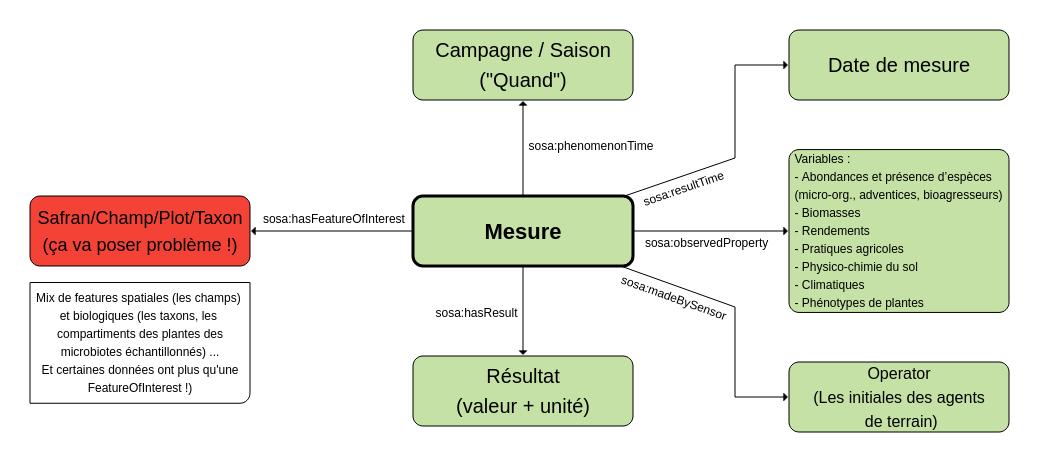 Campagne / Saison
("Quand")
Date de mesure
sosa:phenomenonTime
sosa:resultTime
Variables :
- Abondances et présence d'espèces
(micro-org., adventices, bioagresseurs)
- Biomasses
- Rendements
- Pratiques agricoles
- Physico-chimie du sol
- Climatiques
- Phénotypes de plantes
Safran/Champ/Plot/Taxon
(ça va poser problème !)
sosa:hasFeatureOfInterest
Mesure
sosa:observedProperty
sosa:madeBySensor
sosa:hasResult
Mix de features spatiales (les champs)
et biologiques (les taxons, les
compartiments des plantes des
microbiotes échantillonnés) ...
Et certaines données ont plus qu'une
FeatureOfInterest !)
Résultat
(valeur + unité)
Operator
(Les initiales des agents
de terrain)